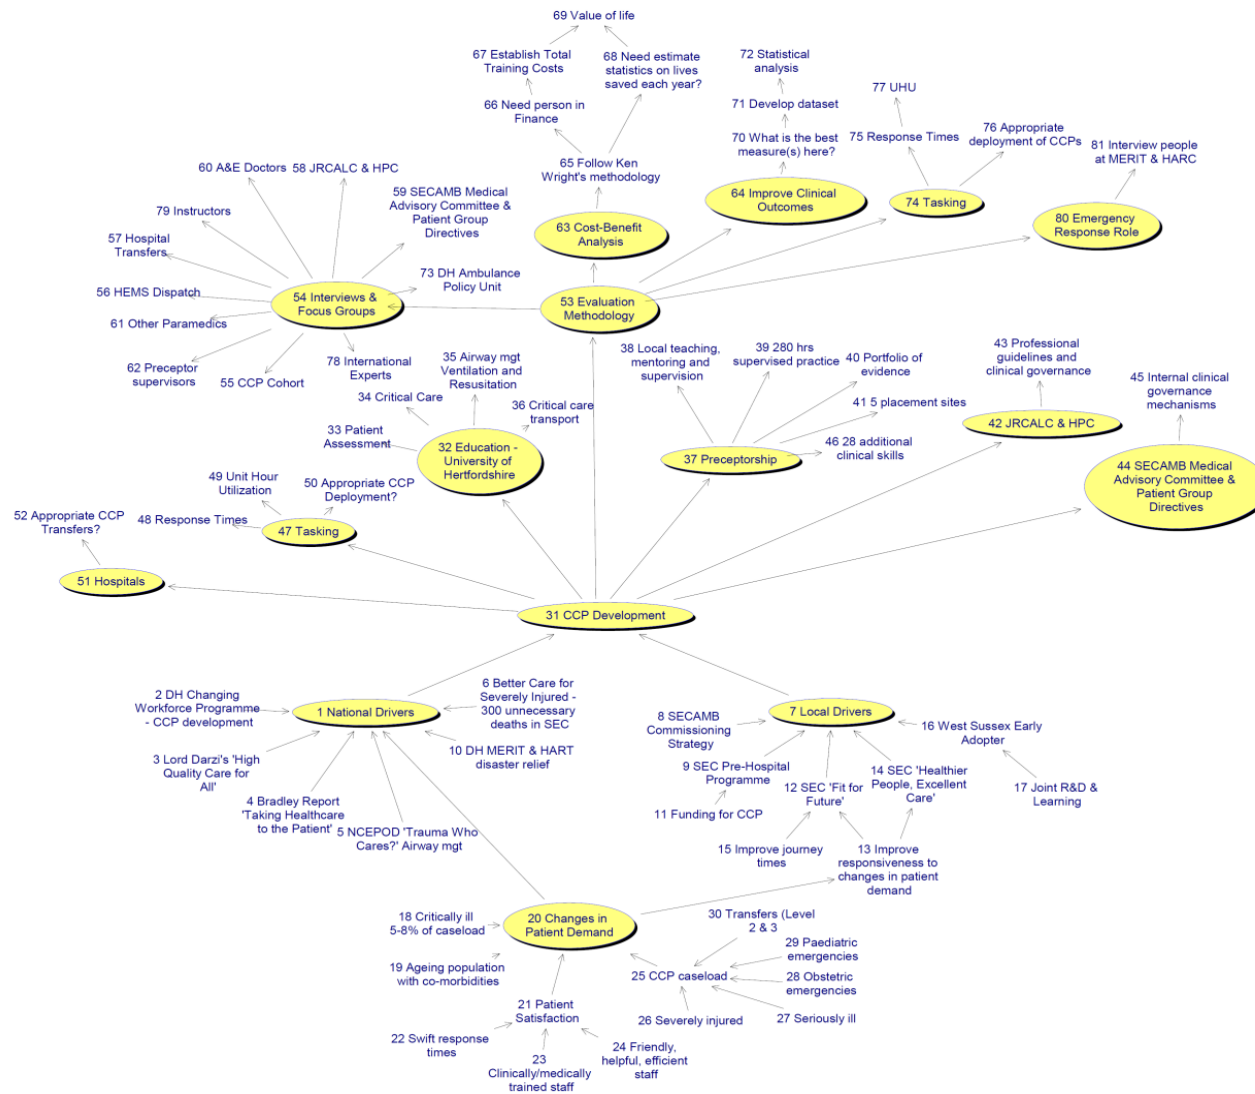 69 Value of life
67 Establish Total
Training Costs
68 Need estimate
statistics on lives
saved each year?
72 Statistical
analysis
77 UHU
66 Need person in
Finance
71 Develop dataset
70 What is the best
measure(s) here?
75 Response Times
76 Appropriate
deployment of CCPs
81 Interview people
at MERIT & HARC
60 A&E Doctors
58 JRCALC & HPC
65 Follow Ken
Wright's methodology
59 SECAMB Medical
Advisory Committee &
Patient Group
Directives
64 Improve Clinical
Outcomes
74 Tasking
79 Instructors
63 Cost-Benefit
Analysis
80 Emergency
Response Role
57 Hospital
Transfers
73 DH Ambulance
Policy Unit
56 HEMS Dispatch
54 Interviews &
Focus Groups
53 Evaluation
Methodology
61 Other Paramedics
62 Preceptor
supervisors
55 CCP Cohort
78 International
Experts
35 Airway mgt
Ventilation and
Resusitation
38 Local teaching,
mentoring and
supervision
39 280 hrs
supervised practice
40 Portfolio of
evidence
43 Professional
guidelines and
clinical governance
45 Internal clinical
governance
mechanisms
34 Critical Care
36 Critical care
transport
41 5 placement sites
42 JRCALC & HPC
33 Patient
Assessment
32 Education -
University of
Hertfordshire
37 Preceptorship
46 28 additional
clinical skills
44 SECAMB Medical
Advisory Committee &
Patient Group
Directives
49 Unit Hour
Utilization
50 Appropriate CCP
Deployment?
52 Appropriate CCP
Transfers?
48 Response Times
47 Tasking
51 Hospitals
31 CCP Development
2 DH Changing
Workforce Programme
- CCP development
1 National Drivers
6 Better Care for
Severely Injured -
300 unnecessary
deaths in SEC
7 Local Drivers
8 SECAMB
Commissioning
Strategy
16 West Sussex Early
Adopter
3 Lord Darzi's 'High
Quality Care for
All'
10 DH MERIT & HART
disaster relief
9 SEC Pre-Hospital
Programme
12 SEC 'Fit for
Future'
14 SEC 'Healthier
People, Excellent
Care'
17 Joint R&D &
Learning
4 Bradley Report
'Taking Healthcare
to the Patient'
5 NCEPOD 'Trauma Who
Cares?' Airway mgt
11 Funding for CCP
15 Improve journey
times
13 Improve
responsiveness to
changes in patient
demand
18 Critically ill
5-8% of caseload
20 Changes in
Patient Demand
30 Transfers (Level
2 & 3
29 Paediatric
emergencies
19 Ageing population
with co-morbidities
25 CCP caseload
28 Obstetric
emergencies
21 Patient
Satisfaction
26 Severely injured
27 Seriously ill
22 Swift response
times
23
Clinically/medically
trained staff
24 Friendly,
helpful, efficient
staff